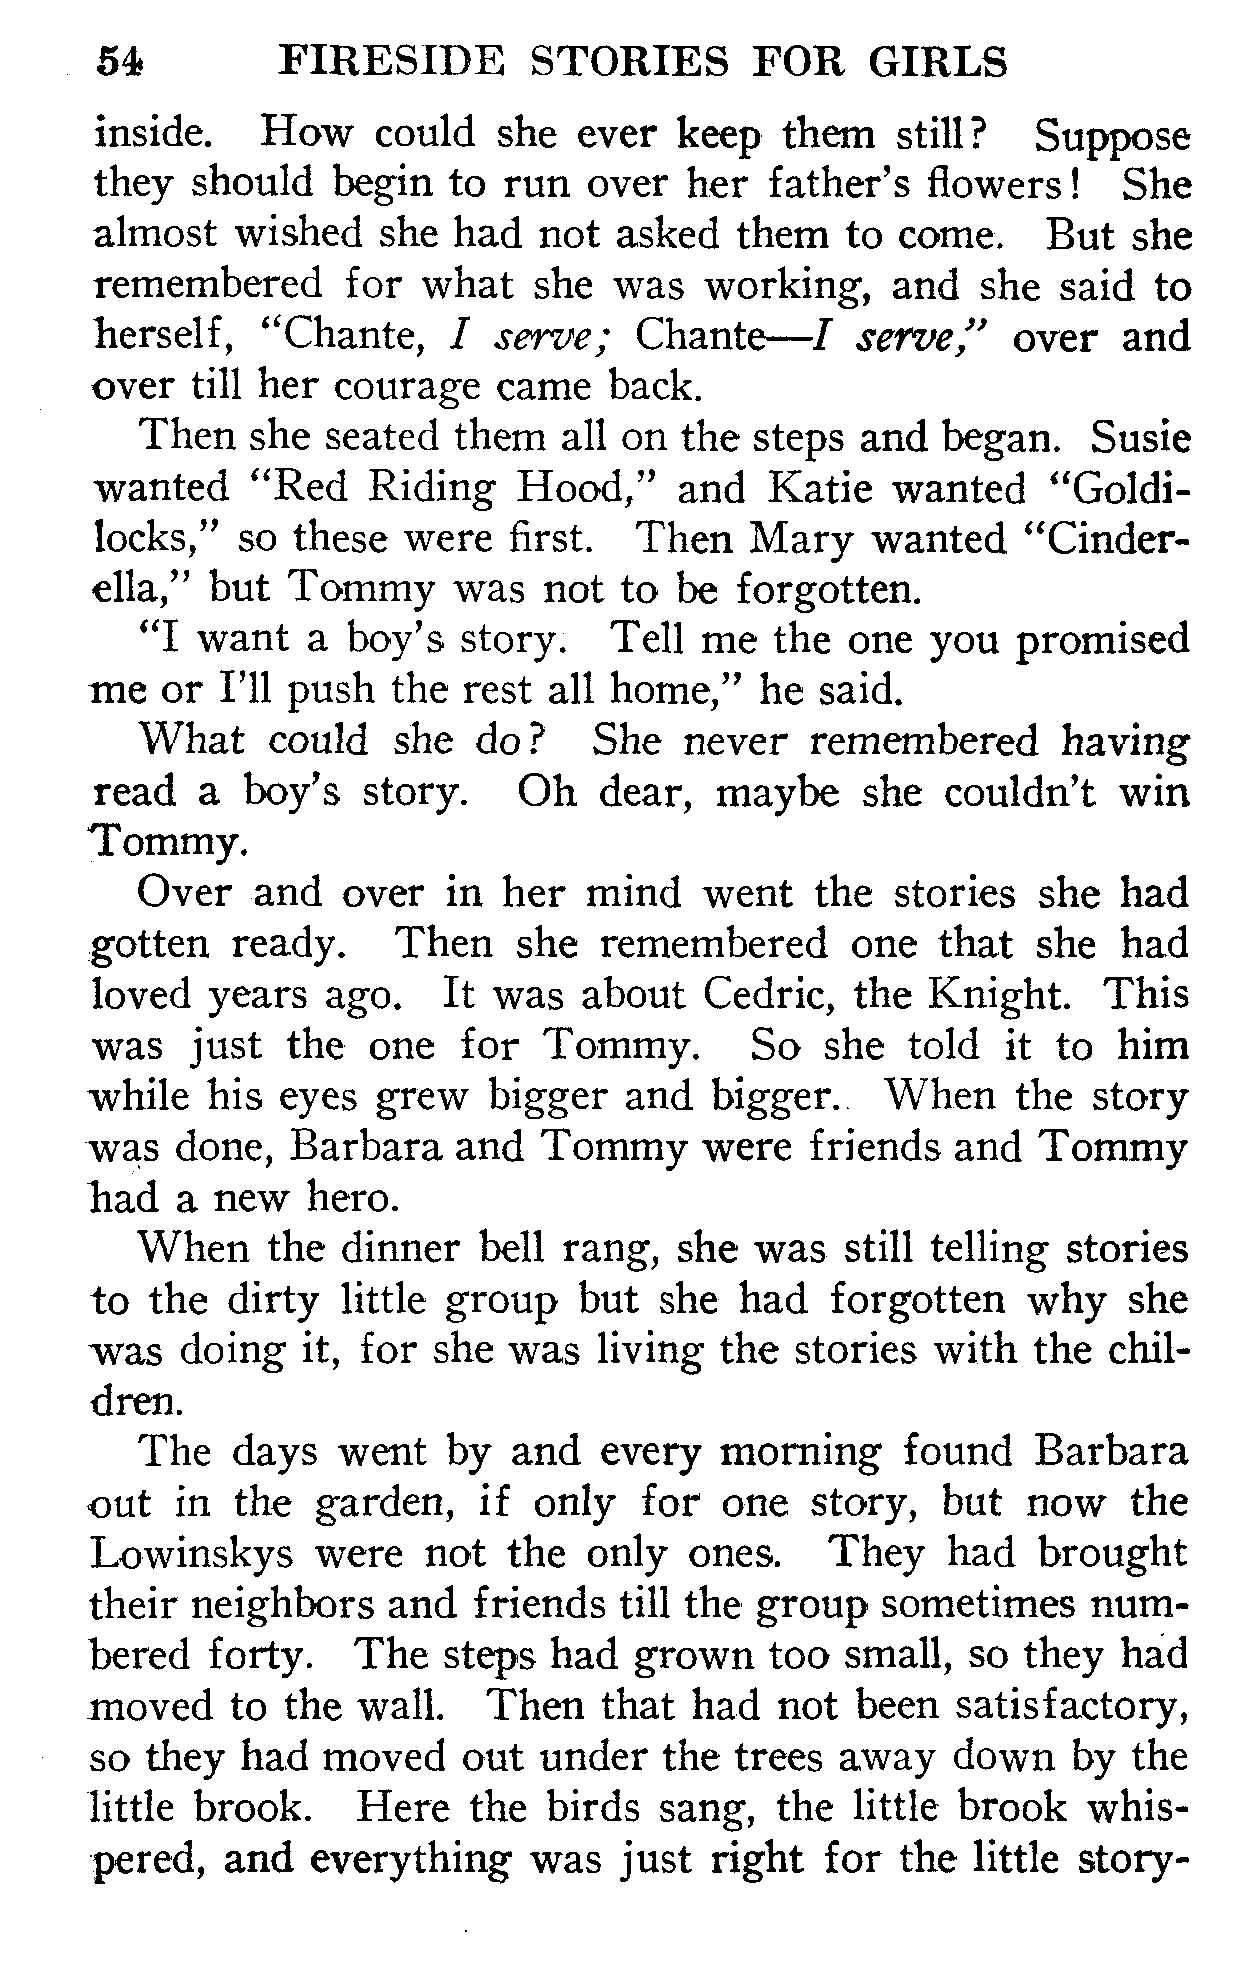 54 FIRESIDE STORIES FOR GIRLS
inside. How could she ever keep them still? Suppose
they should begin to run over her father's flowers! She
almost wished she had not asked them to come. But she
remembered for what she was working, and she said to
herself, "Chante, I serve; Chante—I serve," over and
over till her courage came back.
Then she seated them all on the steps and began. Susie
wanted "Red Riding Hood," and Katie wanted "Goldi-
locks," so these were first. Then Mary wanted "Cinder-
ella," but Tommy was not to be forgotten.
"I want a boy's story. Tell me the one you promised
me or I'll push the rest all home," he said.
What could she do? She never remembered having
read a boy's story. Oh dear, maybe she couldn't win
Tommy.
Over and over in her mind went the stories she had
gotten ready. Then she remembered one that she had
loved years ago. It was about Cedric, the Knight. This
was just the one for Tommy. So she told it to him
while his eyes grew bigger and bigger. When the story
was done, Barbara and Tommy were friends and Tommy
had a new hero.
When the dinner bell rang, she was still telling stories
to the dirty little group but she had forgotten why she
was doing it, for she was living the stories with the chil-
dren.
The days went by and every morning found Barbara
out in the garden, if only for one story, but now the
Lowinskys were not the only ones. They had brought
their neighbors and friends till the group sometimes num-
bered forty. The steps had grown too small, so they had
moved to the wall. Then that had not been satisfactory,
so they had moved out under the trees away down by the
little brook. Here the birds sang, the little brook whis-
pered, and everything was just right for the little story-